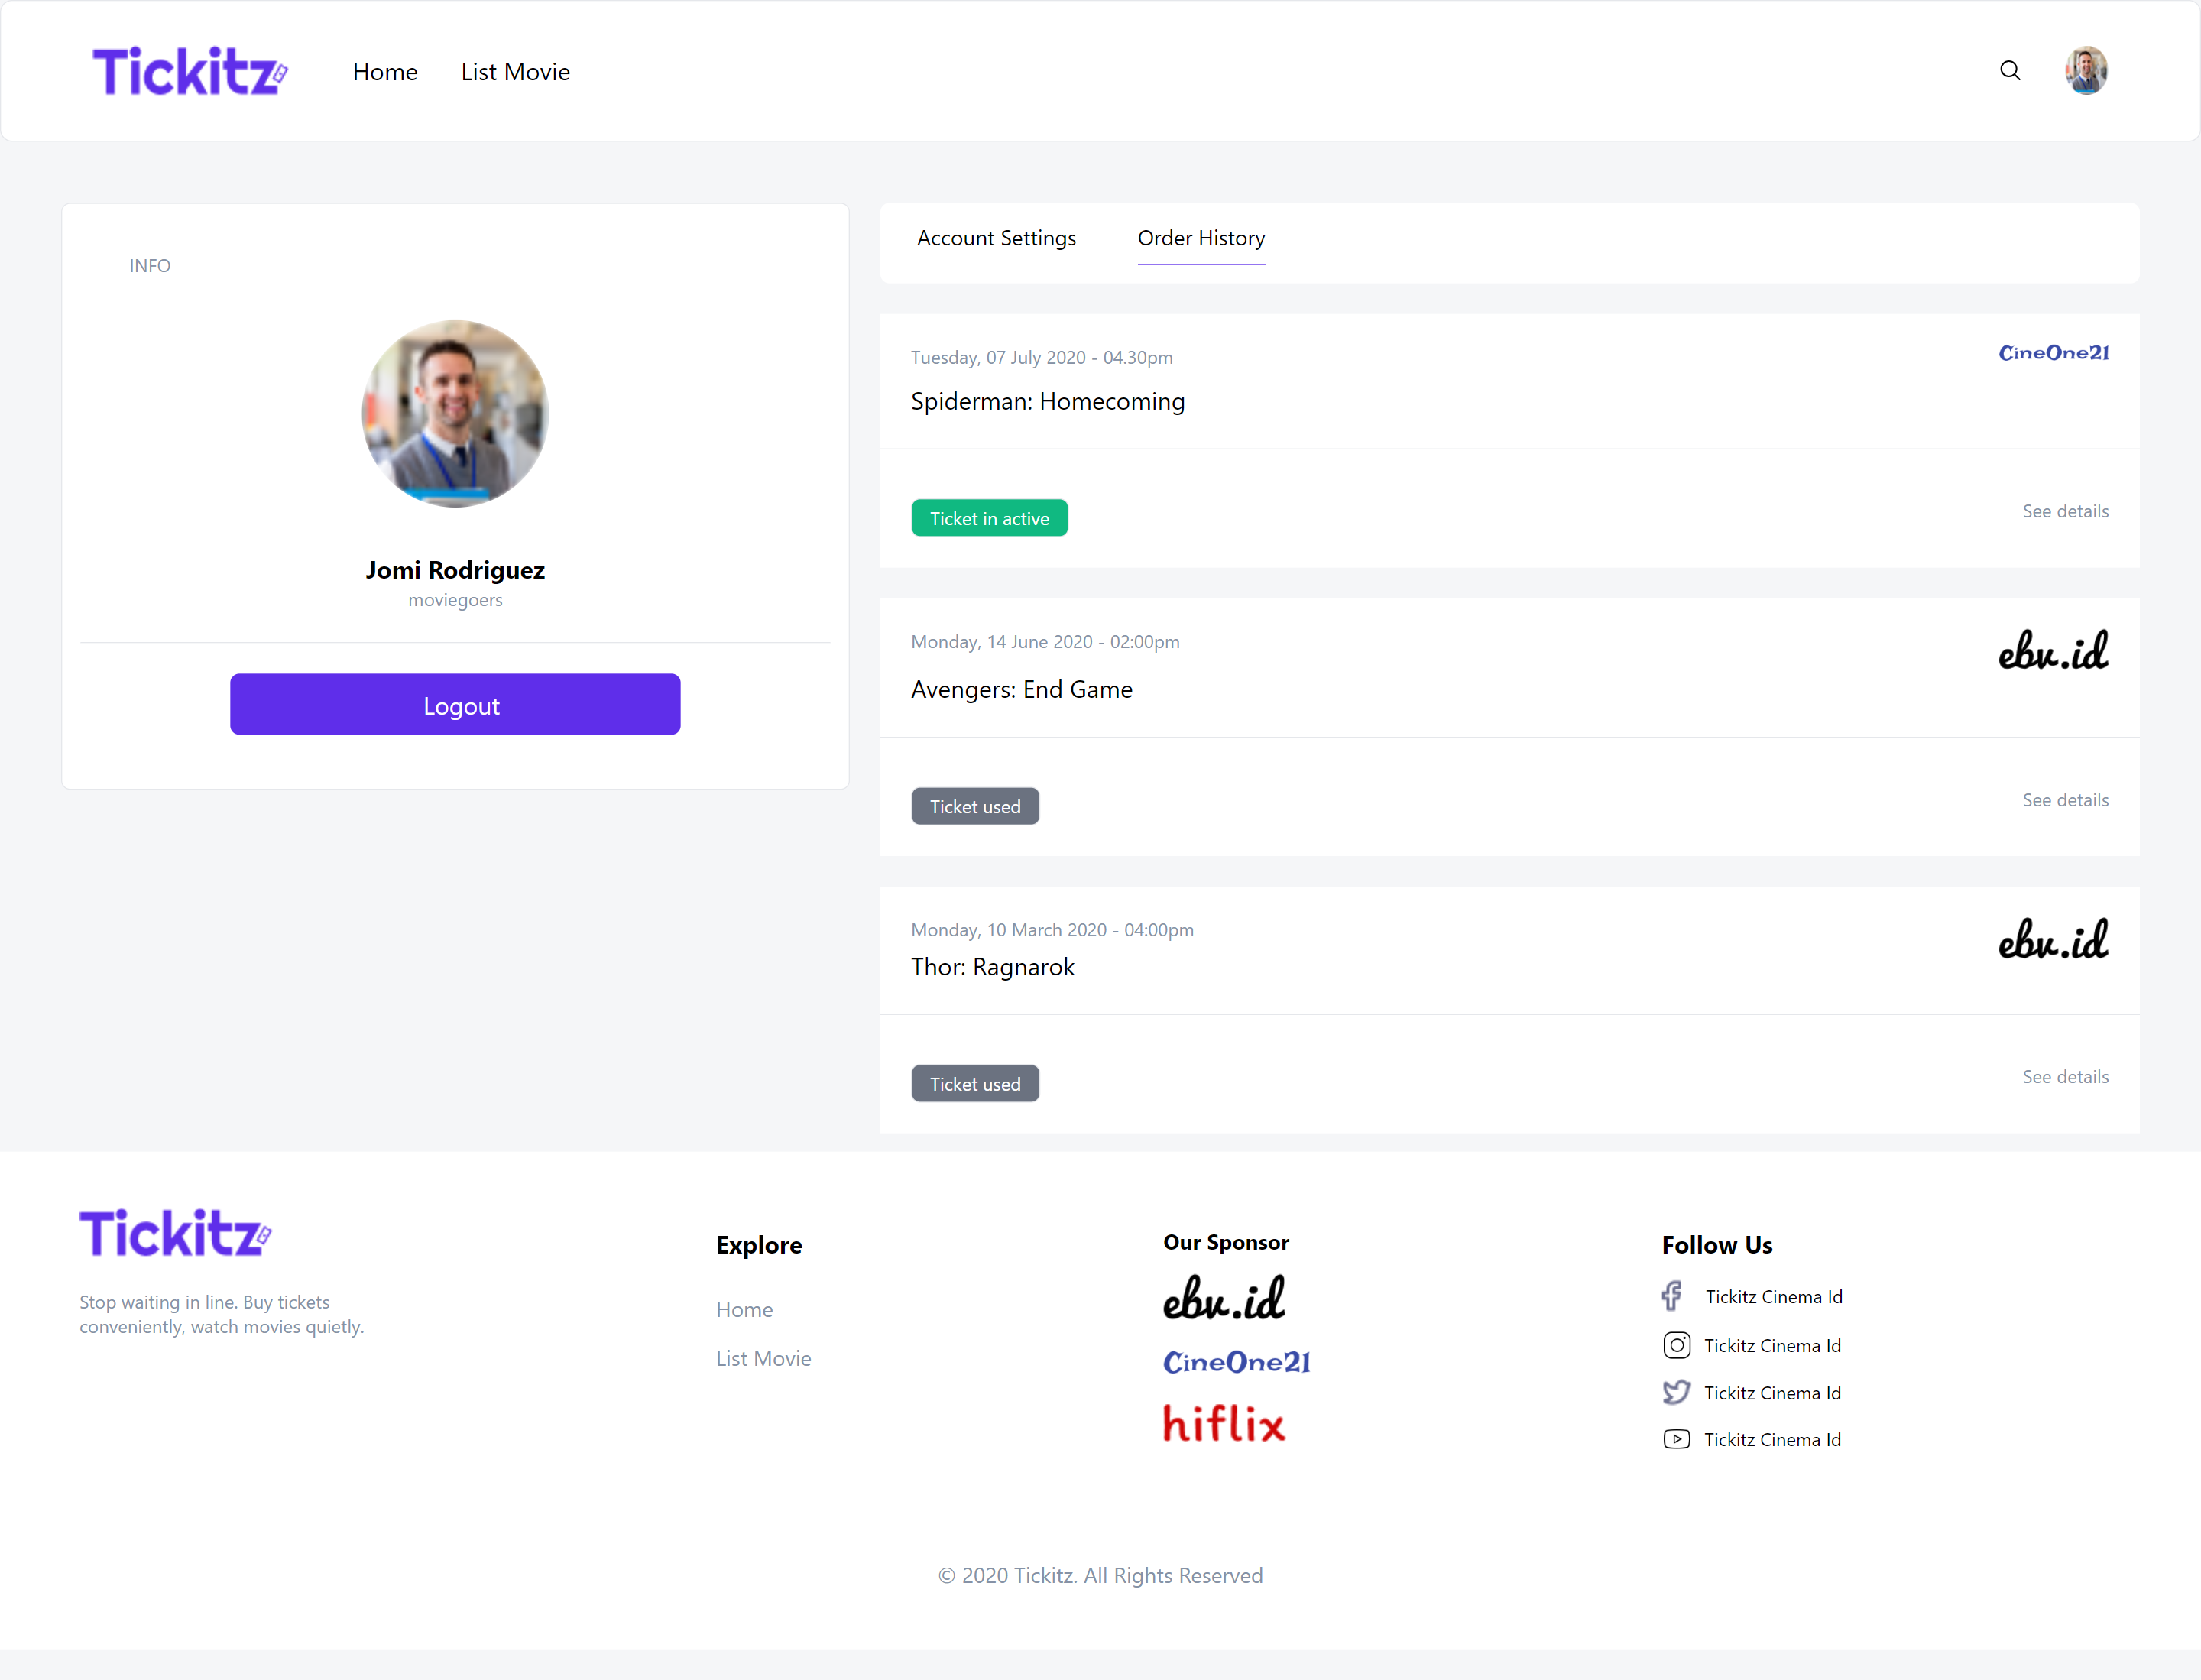 Tickitz
Home
List Movie
INFO
Jomi Rodriguez
moviegoers
Logout
Account Settings
Order History
Tuesday, 07 July 2020 - 04.30pm
CineOne21
Spiderman: Homecoming
Ticket in active
See details
Monday, 14 June 2020 - 02:00pm
ebv.id
Avengers: End Game
Ticket used
See details
Monday, 10 March 2020 - 04:00pm
ebv.id
Thor: Ragnarok
Ticket used
See details
Tickitz
Stop waiting in line. Buy tickets
conveniently, watch movies quietly.
Explore
Home
List Movie
Our Sponsor
ebv.id
CineOne21
hiflix
Follow Us
Tickitz Cinema Id
Tickitz Cinema Id
Tickitz Cinema Id
Tickitz Cinema Id
© 2020 Tickitz. All Rights Reserved